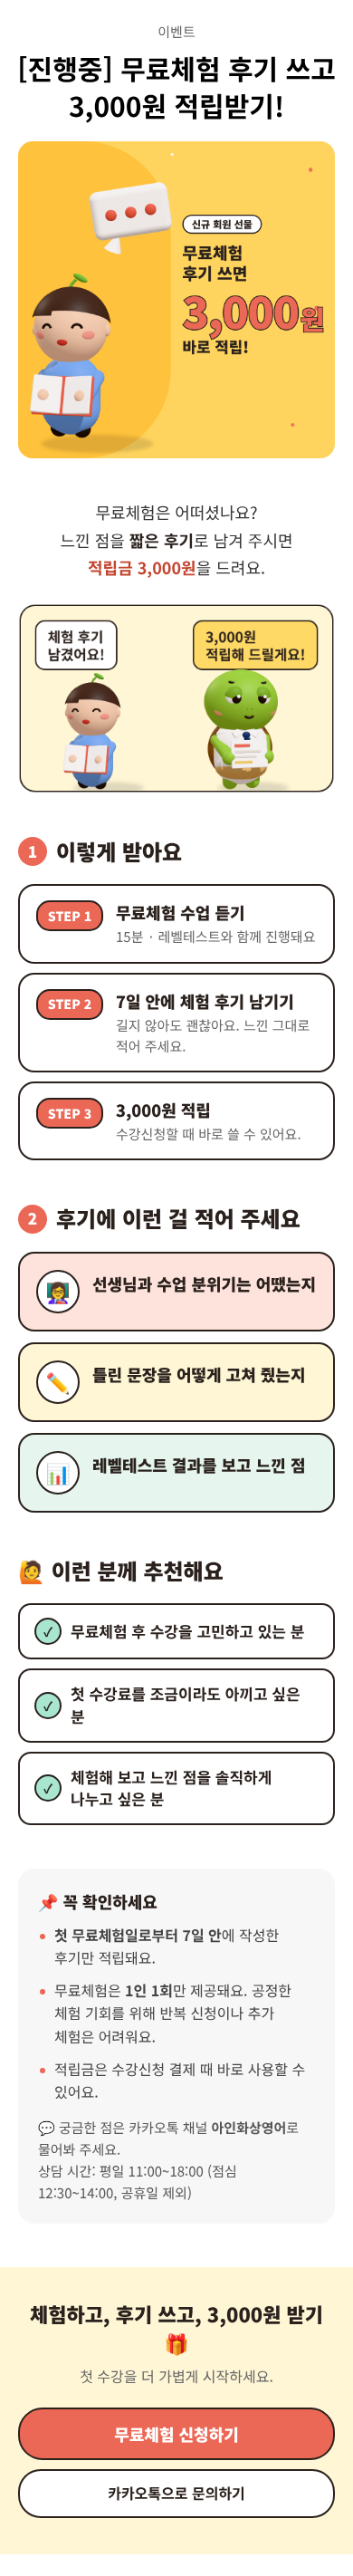 이벤트
[진행중] 무료체험 후기 쓰고
3,000원 적립받기!
신규 회원 선물
무료체험
후기 쓰면
3,000원
바로 적립!
무료체험은 어떠셨나요?
느낀 점을 짧은 후기로 남겨 주시면
적립금 3,000원을 드려요.
체험 후기
남겼어요!
3,000원
적립해 드릴게요!
1 이렇게 받아요
STEP 1 무료체험 수업 듣기
15분 · 레벨테스트와 함께 진행돼요
STEP 2 7일 안에 체험 후기 남기기
길지 않아도 괜찮아요. 느낀 그대로
적어 주세요.
STEP 3 3,000원 적립
수강신청할 때 바로 쓸 수 있어요.
2 후기에 이런 걸 적어 주세요
선생님과 수업 분위기는 어땠는지
틀린 문장을 어떻게 고쳐 줬는지
레벨테스트 결과를 보고 느낀 점
🙋 이런 분께 추천해요
✓ 무료체험 후 수강을 고민하고 있는 분
✓ 첫 수강료를 조금이라도 아끼고 싶은
분
✓ 체험해 보고 느낀 점을 솔직하게
나누고 싶은 분
📌 꼭 확인하세요
• 첫 무료체험일로부터 7일 안에 작성한
후기만 적립돼요.
• 무료체험은 1인 1회만 제공돼요. 공정한
체험 기회를 위해 반복 신청이나 추가
체험은 어려워요.
• 적립금은 수강신청 결제 때 바로 사용할 수
있어요.
💬 궁금한 점은 카카오톡 채널 아인화상영어로
물어봐 주세요.
상담 시간: 평일 11:00~18:00 (점심
12:30~14:00, 공휴일 제외)
체험하고, 후기 쓰고, 3,000원 받기
🎁
첫 수강을 더 가볍게 시작하세요.
무료체험 신청하기
카카오톡으로 문의하기